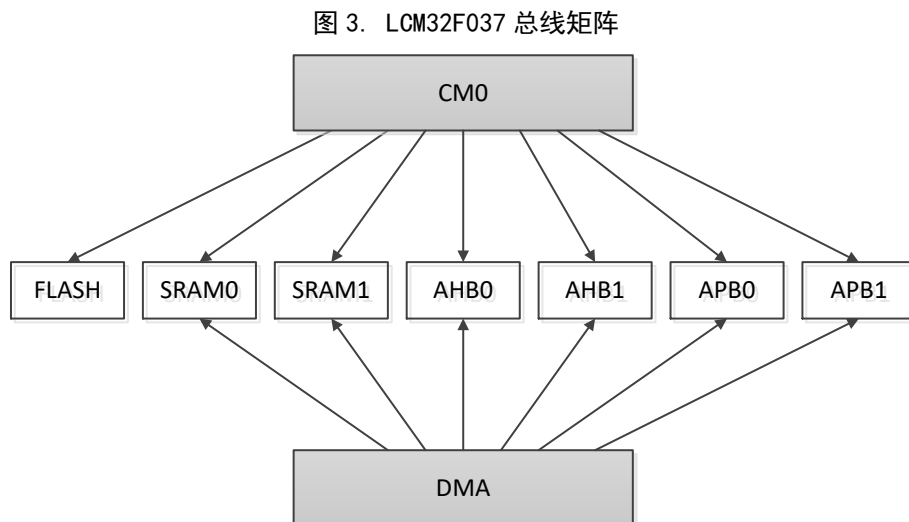 图 3. LCM32F037 总线矩阵
CM0
FLASH SRAM0 SRAM1 AHB0 AHB1 APB0 APB1
DMA